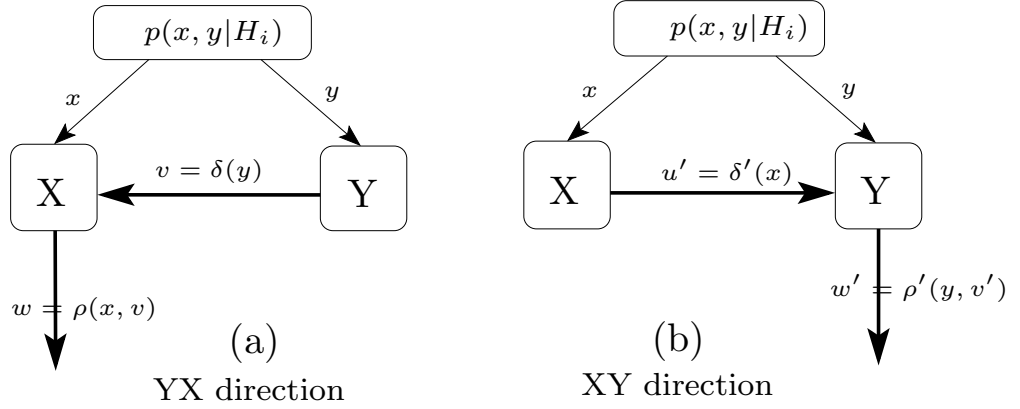 p(x, y|H_i)
x
y
X
v = δ(y)
Y
w = ρ(x, v)
(a)
YX direction
p(x, y|H_i)
x
y
X
u′ = δ′(x)
Y
w′ = ρ′(y, v′)
(b)
XY direction